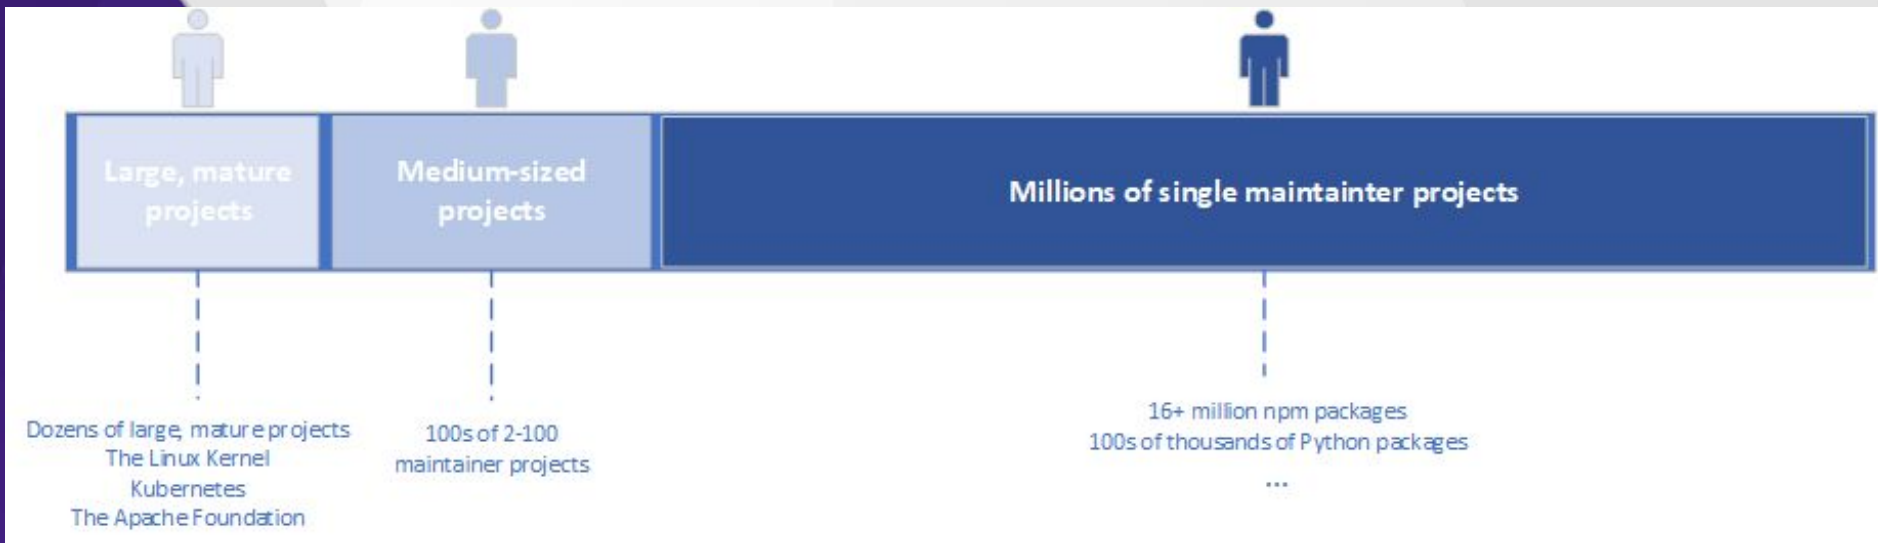 Large, mature
projects
Medium-sized
projects
Millions of single maintainter projects
Dozens of large, mature projects
The Linux Kernel
Kubernetes
The Apache Foundation
100s of 2-100
maintainer projects
16+ million npm packages
100s of thousands of Python packages
...